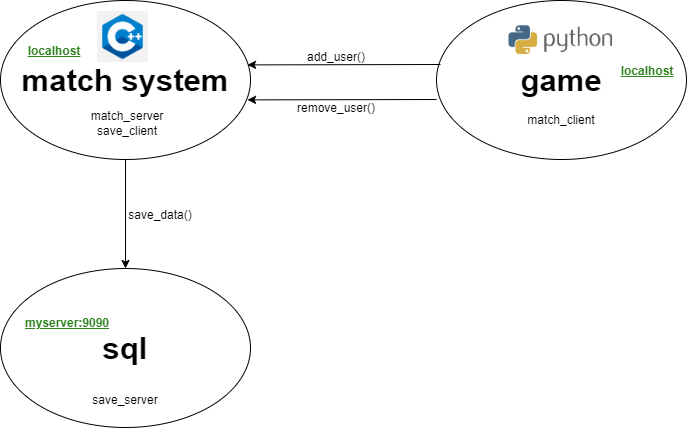 C++
localhost
match system
match_server
save_client
add_user()
remove_user()
python
localhost
game
match_client
save_data()
myserver:9090
sql
save_server